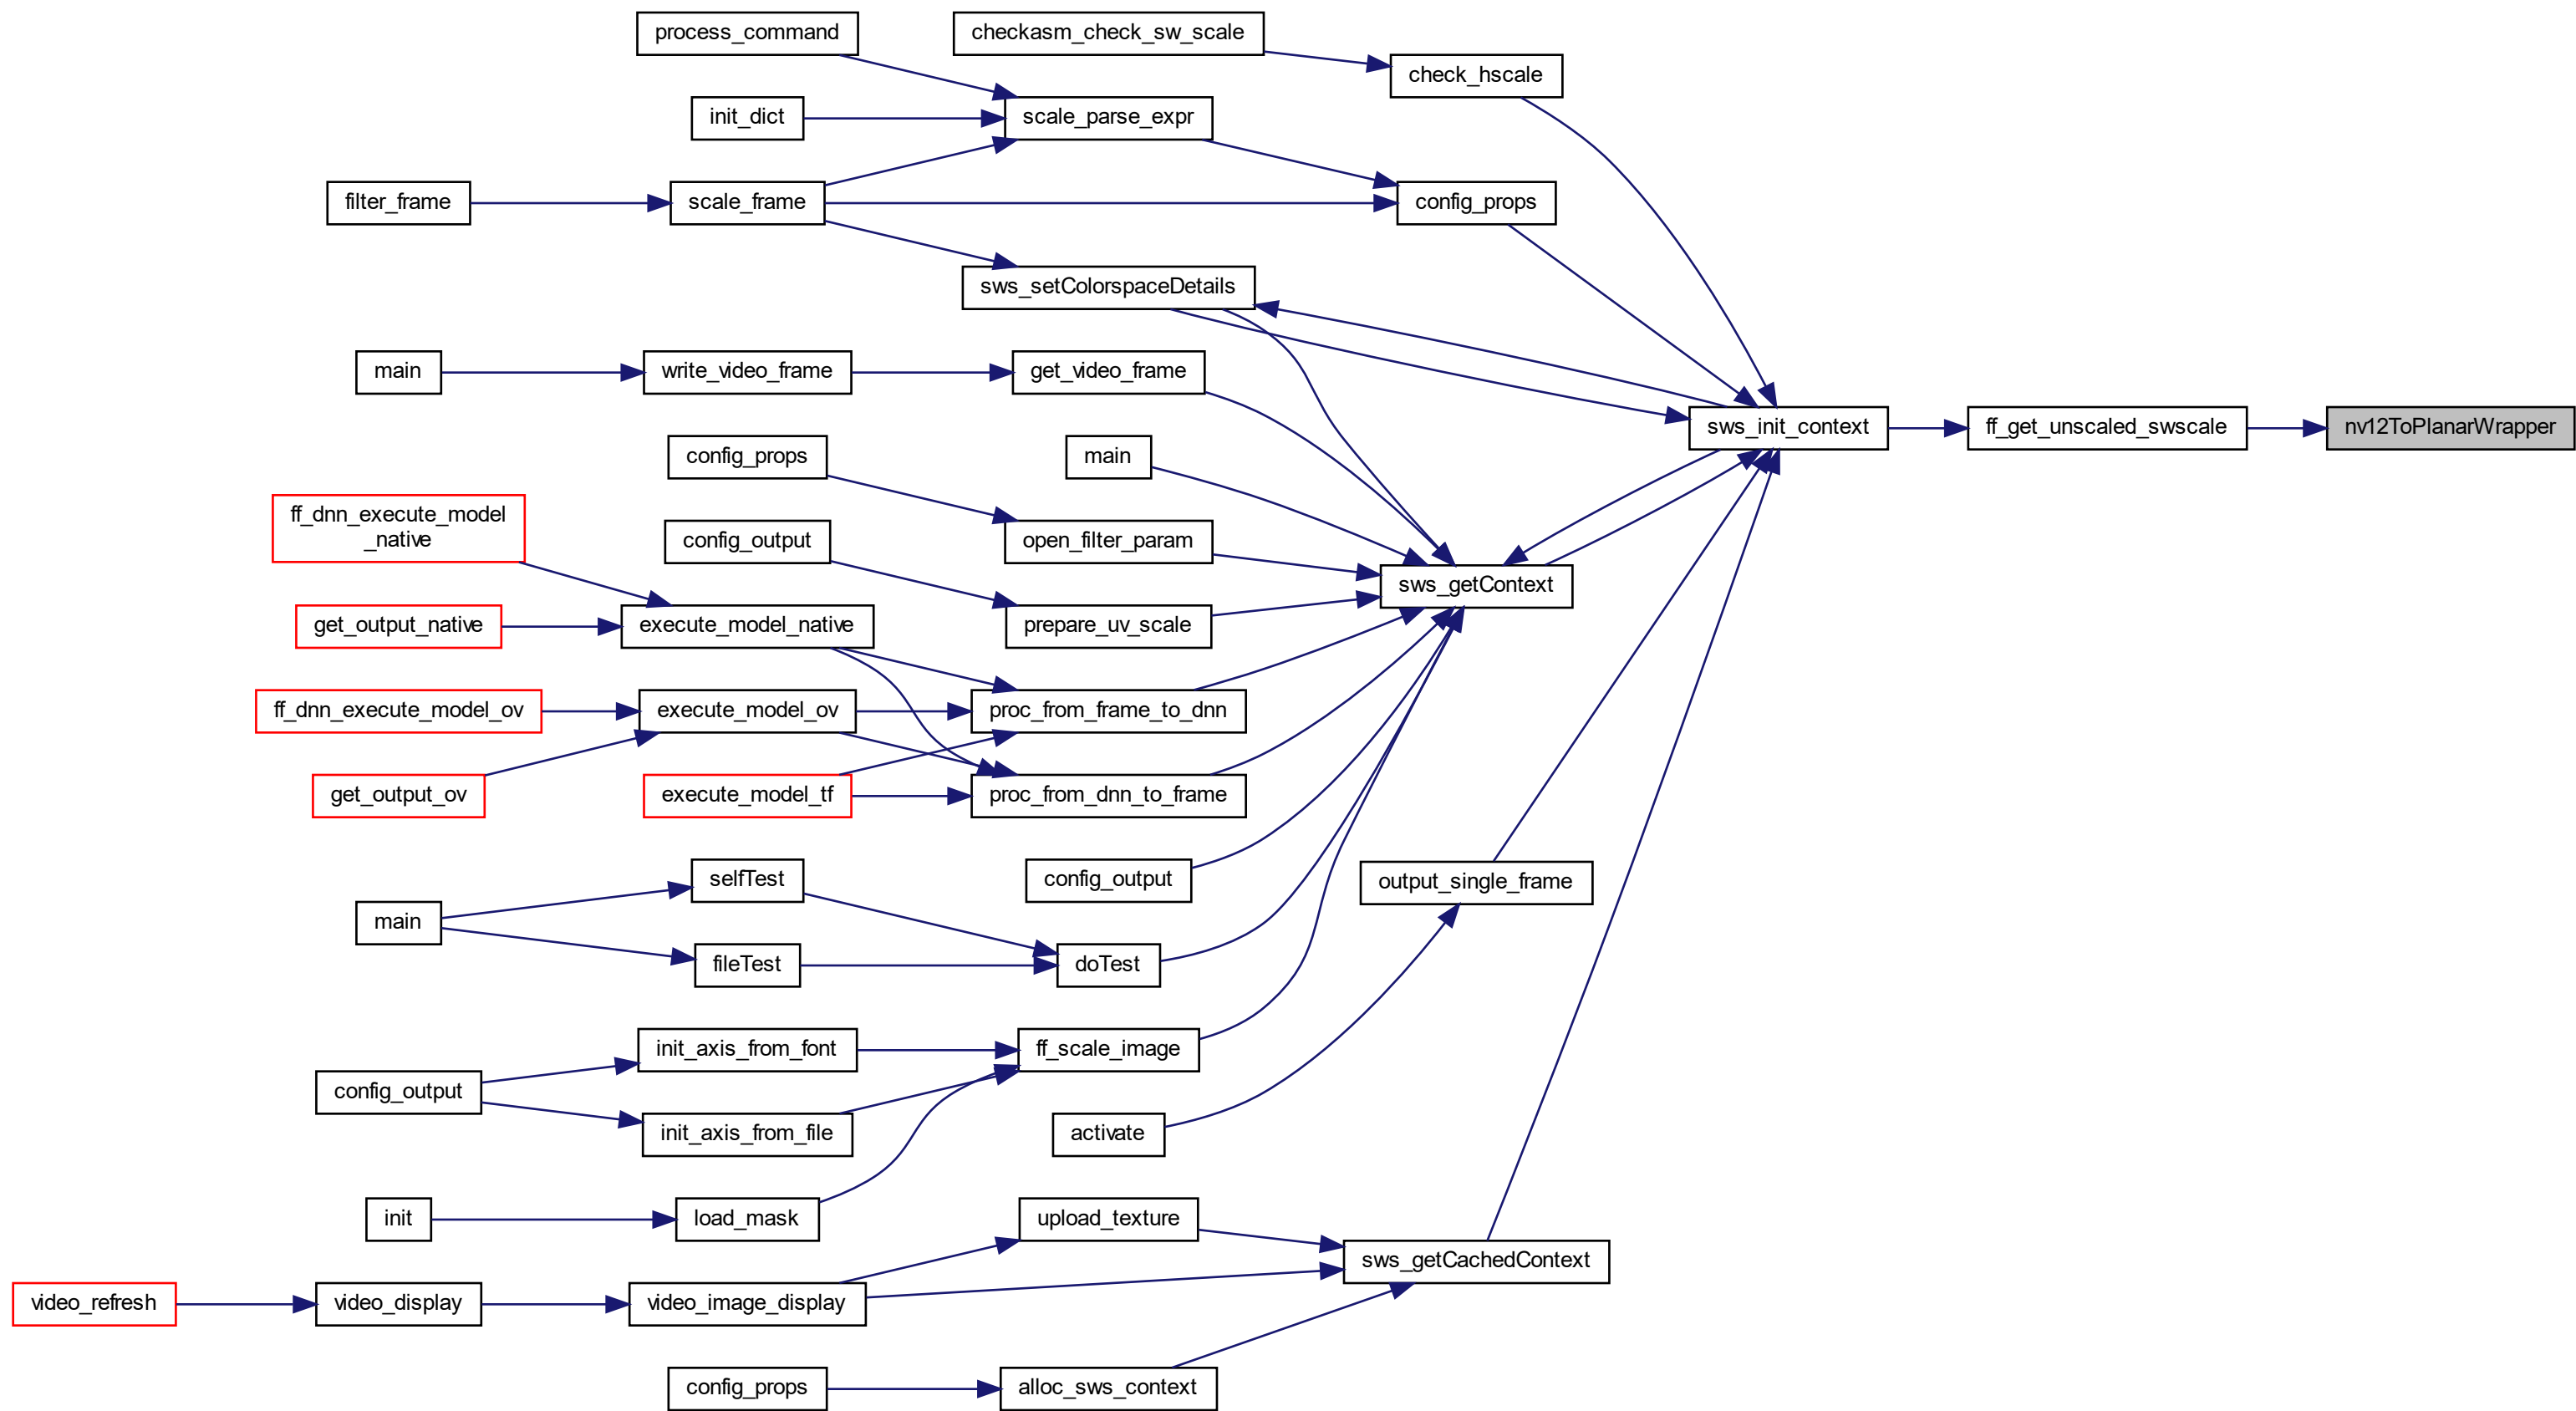 process_command
checkasm_check_sw_scale
check_hscale
init_dict
scale_parse_expr
filter_frame
scale_frame
config_props
sws_setColorspaceDetails
main
write_video_frame
get_video_frame
sws_init_context
ff_get_unscaled_swscale
nv12ToPlanarWrapper
config_props
main
ff_dnn_execute_model
_native
config_output
open_filter_param
sws_getContext
get_output_native
execute_model_native
prepare_uv_scale
ff_dnn_execute_model_ov
execute_model_ov
proc_from_frame_to_dnn
get_output_ov
execute_model_tf
proc_from_dnn_to_frame
selfTest
config_output
output_single_frame
main
fileTest
doTest
init_axis_from_font
ff_scale_image
config_output
init_axis_from_file
activate
init
load_mask
upload_texture
sws_getCachedContext
video_refresh
video_display
video_image_display
config_props
alloc_sws_context